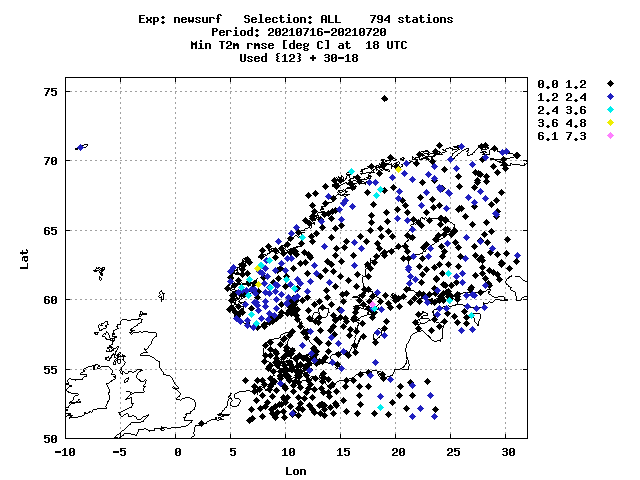 Exp: newsurf   Selection: ALL    794 stations
Period: 20210716-20210720
Min T2m rmse [deg C] at  18 UTC
Used {12} + 30-18
0.0 1.2
1.2 2.4
2.4 3.6
3.6 4.8
6.1 7.3
75
70
65
60
55
50
Lat
-10 -5 0 5 10 15 20 25 30
Lon